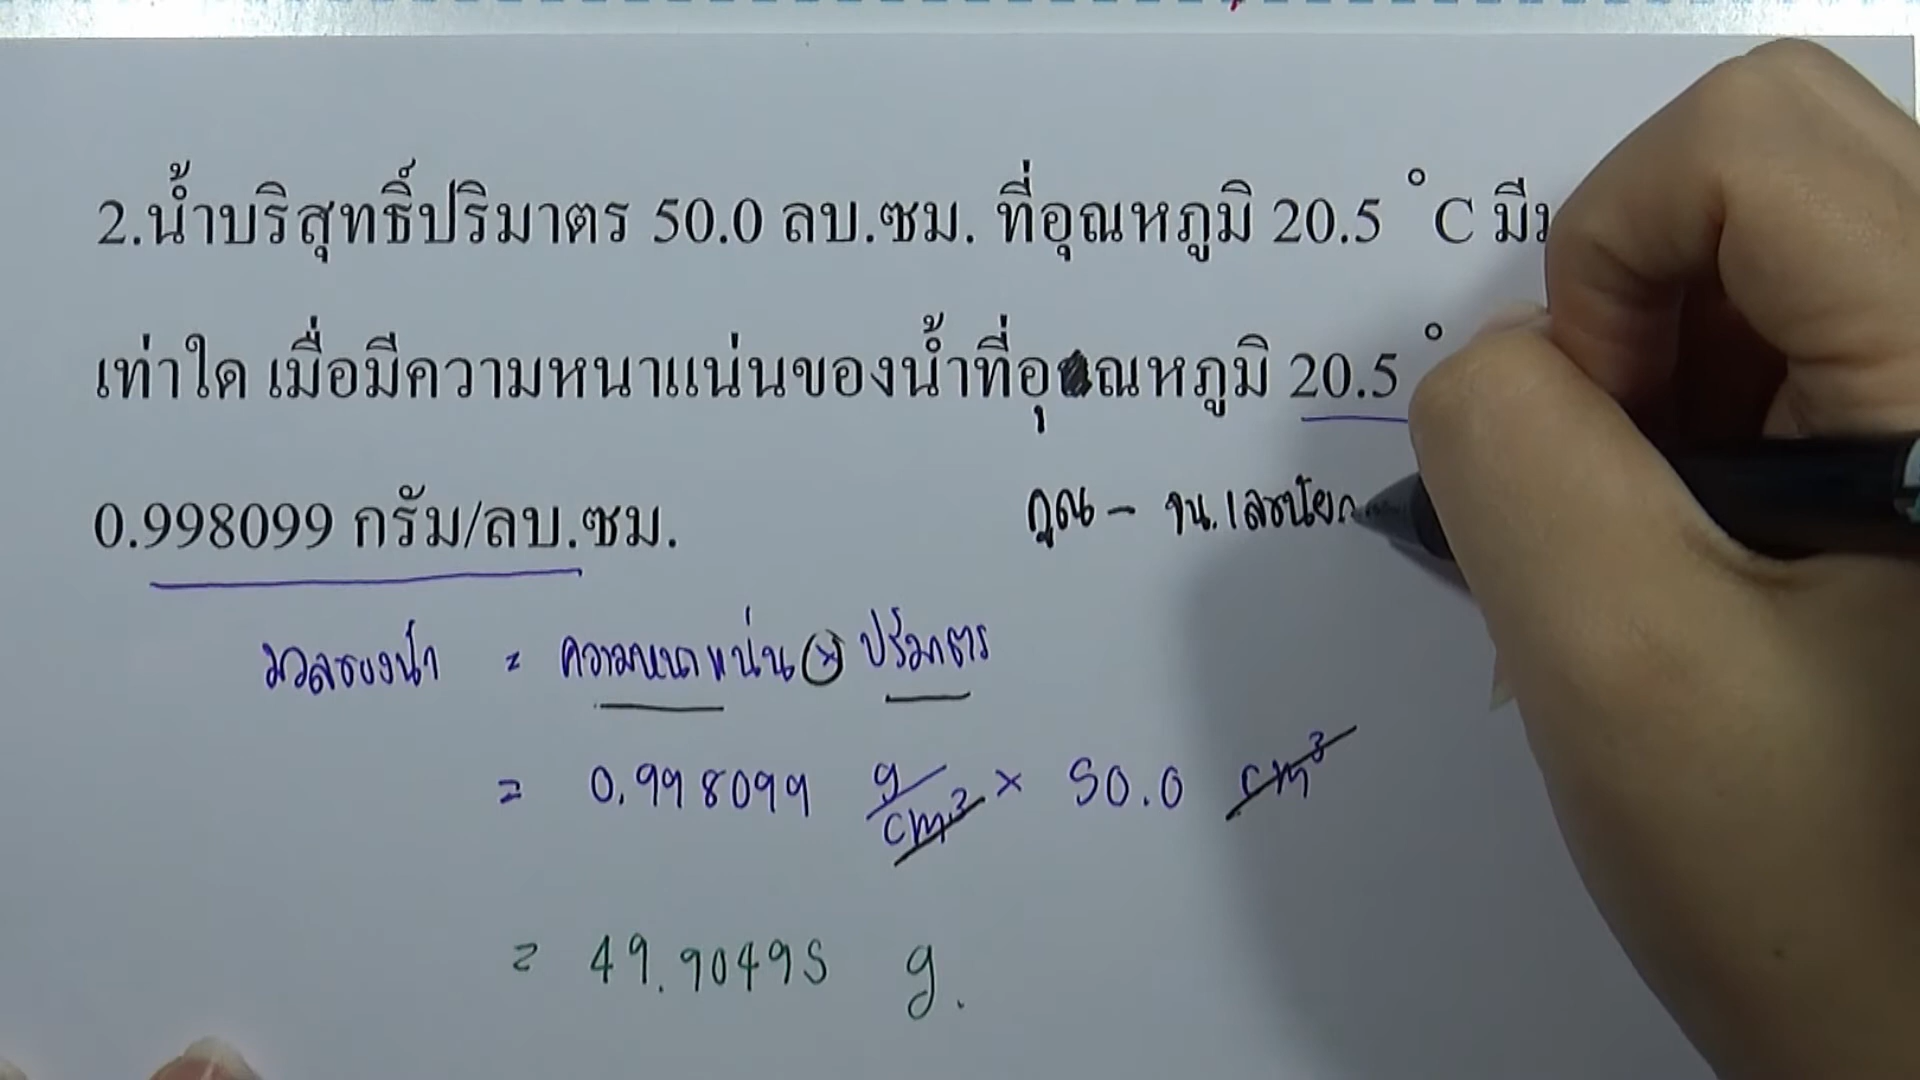 2.น้ำบริสุทธิ์ปริมาตร 50.0 ลบ.ซม. ที่อุณหภูมิ 20.5 °C มี
เท่าใด เมื่อมีความหนาแน่นของน้ำที่อุณหภูมิ 20.5 °
0.998099 กรัม/ลบ.ซม.
คูณ - จน.เลขนัย
มวลของน้ำ = ความหนาแน่น × ปริมาตร
= 0.998099 g/cm³ × 50.0 cm³
= 49.90495 g.